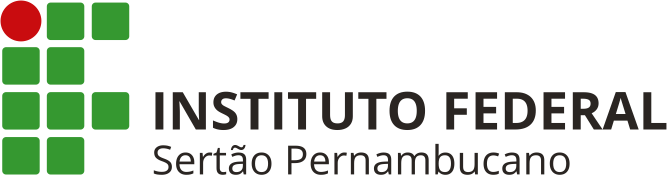 INSTITUTO FEDERAL
Sertão Pernambucano